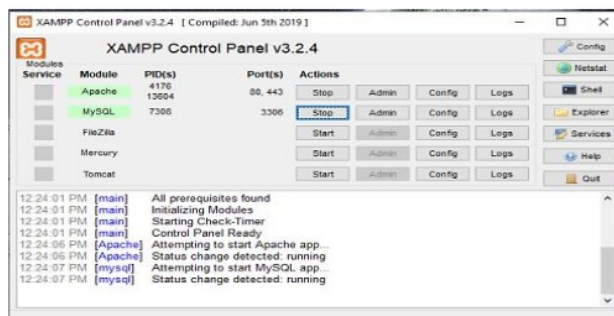 XAMPP Control Panel v3.2.4 [ Compiled: Jun 5th 2019 ]
XAMPP Control Panel v3.2.4
Config
Modules
Service Module PID(s) Port(s) Actions
Netstat
Apache 4176 13604 80, 443 Stop Admin Config Logs
Shell
MySQL 7308 3306 Stop Admin Config Logs
Explorer
FileZilla Start Admin Config Logs
Services
Mercury Start Admin Config Logs
Help
Tomcat Start Admin Config Logs
Quit
12:24:01 PM [main] All prerequisites found
12:24:01 PM [main] Initializing Modules
12:24:01 PM [main] Starting Check-Timer
12:24:01 PM [main] Control Panel Ready
12:24:06 PM [Apache] Attempting to start Apache app...
12:24:06 PM [Apache] Status change detected: running
12:24:07 PM [mysql] Attempting to start MySQL app...
12:24:07 PM [mysql] Status change detected: running